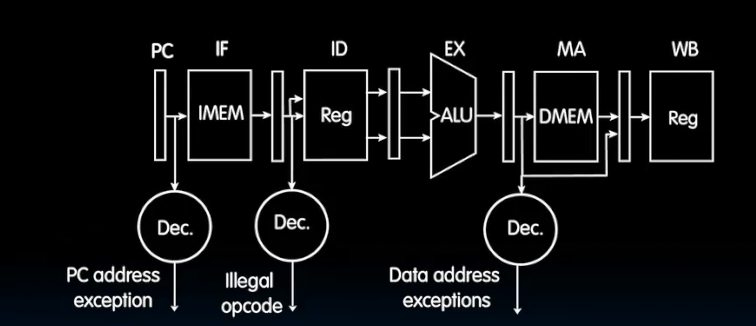 PC IF ID EX MA WB
IMEM Reg ALU DMEM Reg
Dec. Dec. Dec.
PC address
exception
Illegal
opcode
Data address
exceptions